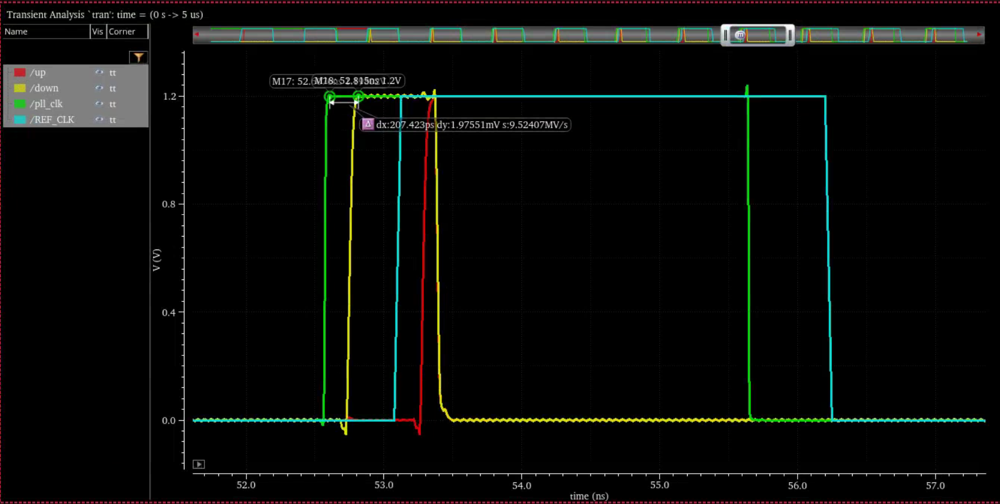 Transient Analysis `tran': time = (0 s -> 5 us)
Name Vis Corner
/up tt
/down tt
/pll_clk tt
/REF_CLK tt
M17: 52.
M18: 52.815ns 1.2V
dx:207.423ps dy:1.97551mV s:9.52407MV/s
1.2
0.8
0.4
0.0
V (V)
52.0 53.0 54.0 55.0 56.0 57.0
time (ns)